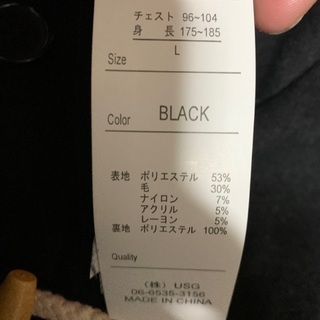 チェスト 96~104
身 長 175~185
Size L
Color BLACK
表地 ポリエステル 53%
毛 30%
ナイロン 7%
アクリル 5%
レーヨン 5%
裏地 ポリエステル 100%
Quality
(株) USG
06-6535-3156
MADE IN CHINA